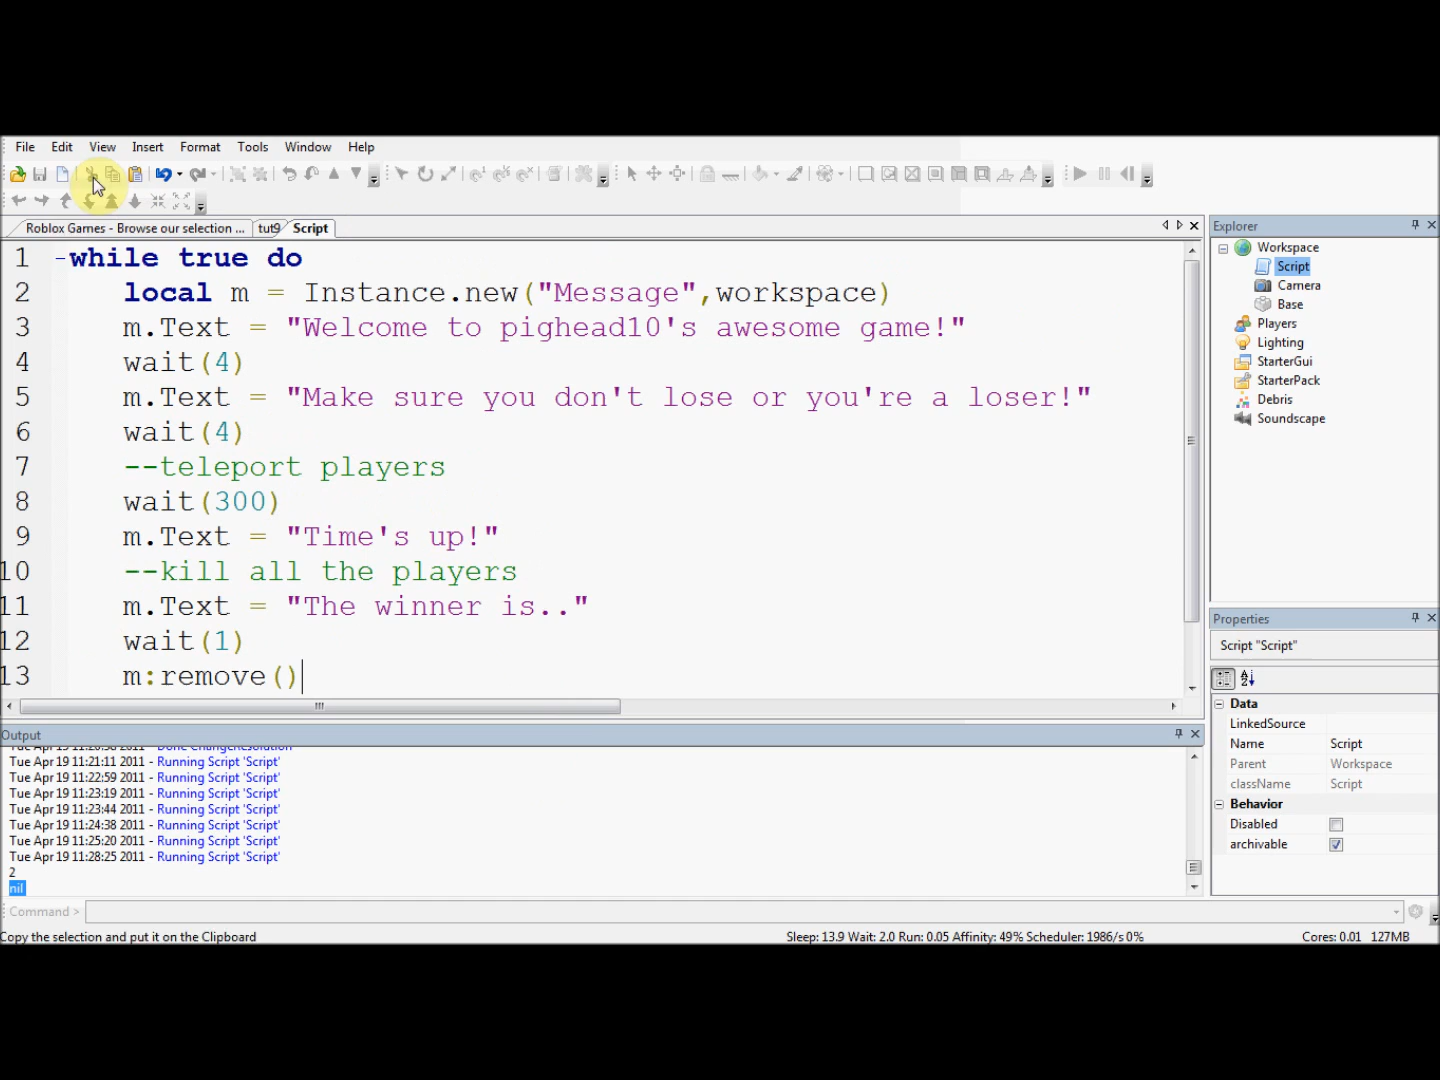 File Edit View Insert Format Tools Window Help
Roblox Games - Browse our selection ... tut9 Script
1 while true do
2 local m = Instance.new("Message",workspace)
3 m.Text = "Welcome to pighead10's awesome game!"
4 wait(4)
5 m.Text = "Make sure you don't lose or you're a loser!"
6 wait(4)
7 --teleport players
8 wait(300)
9 m.Text = "Time's up!"
10 --kill all the players
11 m.Text = "The winner is.."
12 wait(1)
13 m:remove()
Explorer
Workspace
Script
Camera
Base
Players
Lighting
StarterGui
StarterPack
Debris
Soundscape
Properties
Script "Script"
Data
LinkedSource
Name Script
Parent Workspace
className Script
Behavior
Disabled
archivable
Output
Tue Apr 19 11:21:11 2011 - Running Script 'Script'
Tue Apr 19 11:22:59 2011 - Running Script 'Script'
Tue Apr 19 11:23:19 2011 - Running Script 'Script'
Tue Apr 19 11:23:44 2011 - Running Script 'Script'
Tue Apr 19 11:24:38 2011 - Running Script 'Script'
Tue Apr 19 11:25:20 2011 - Running Script 'Script'
Tue Apr 19 11:28:25 2011 - Running Script 'Script'
2
nil
Command >
Copy the selection and put it on the Clipboard
Sleep: 13.9 Wait: 2.0 Run: 0.05 Affinity: 49% Scheduler: 1986/s 0%
Cores: 0.01 127MB